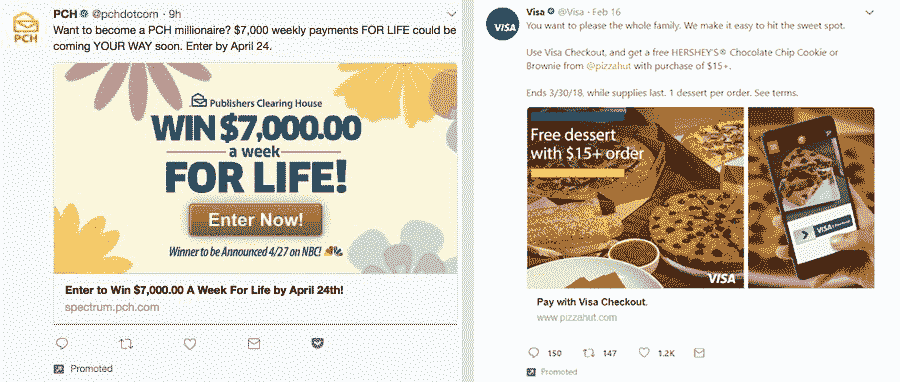 PCH @pchdotcom · 9h
Want to become a PCH millionaire? $7,000 weekly payments FOR LIFE could be
coming YOUR WAY soon. Enter by April 24.
PCH
Publishers Clearing House
WIN $7,000.00
a week
FOR LIFE!
Enter Now!
Winner to be Announced 4/27 on NBC!
Enter to Win $7,000.00 A Week For Life by April 24th!
spectrum.pch.com
Promoted
VISA
Visa @Visa · Feb 16
You want to please the whole family. We make it easy to hit the sweet spot.
Use Visa Checkout, and get a free HERSHEY'S® Chocolate Chip Cookie or
Brownie from @pizzahut with purchase of $15+.
Ends 3/30/18, while supplies last. 1 dessert per order. See terms.
Free dessert
with $15+ order
VISA
VISA
Pay with Visa Checkout.
www.pizzahut.com
150 147 1.2K
Promoted